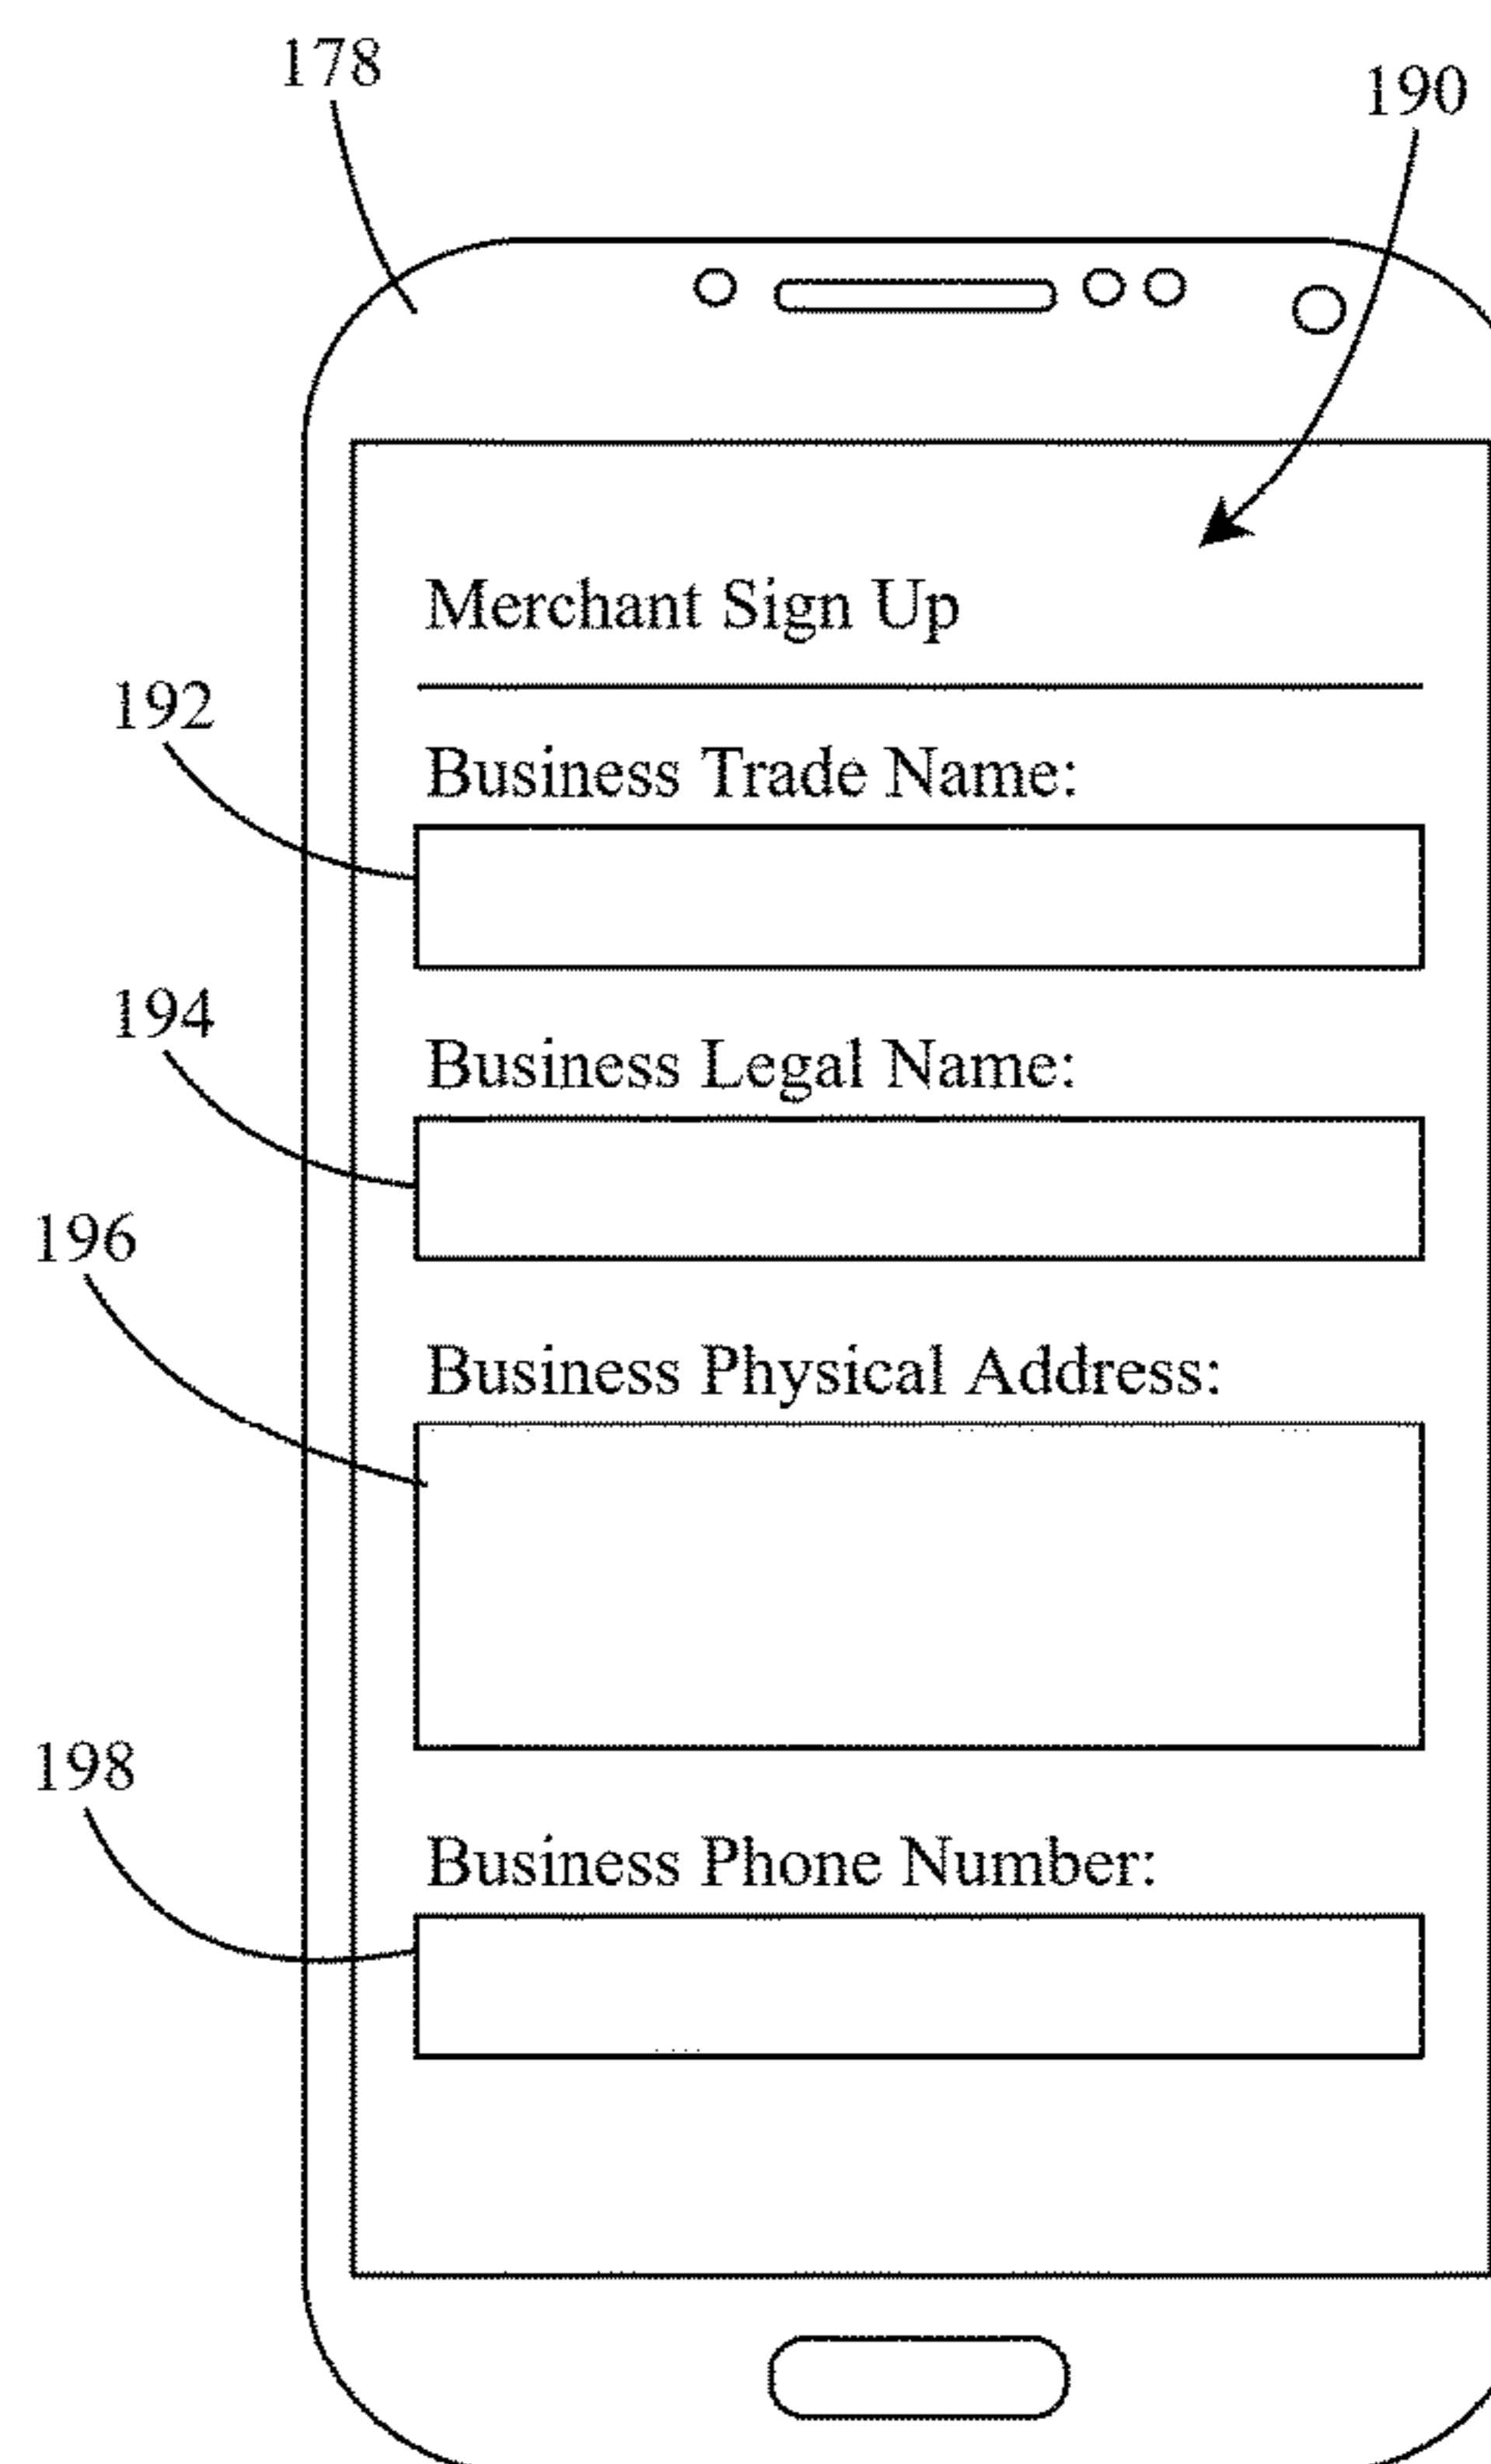 178
190
Merchant Sign Up
192
Business Trade Name:
194
Business Legal Name:
196
Business Physical Address:
198
Business Phone Number: